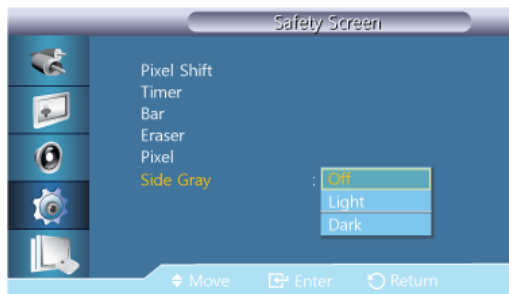 Safety Screen
Pixel Shift
Timer
Bar
Eraser
Pixel
Side Gray : Off
Light
Dark
Move Enter Return